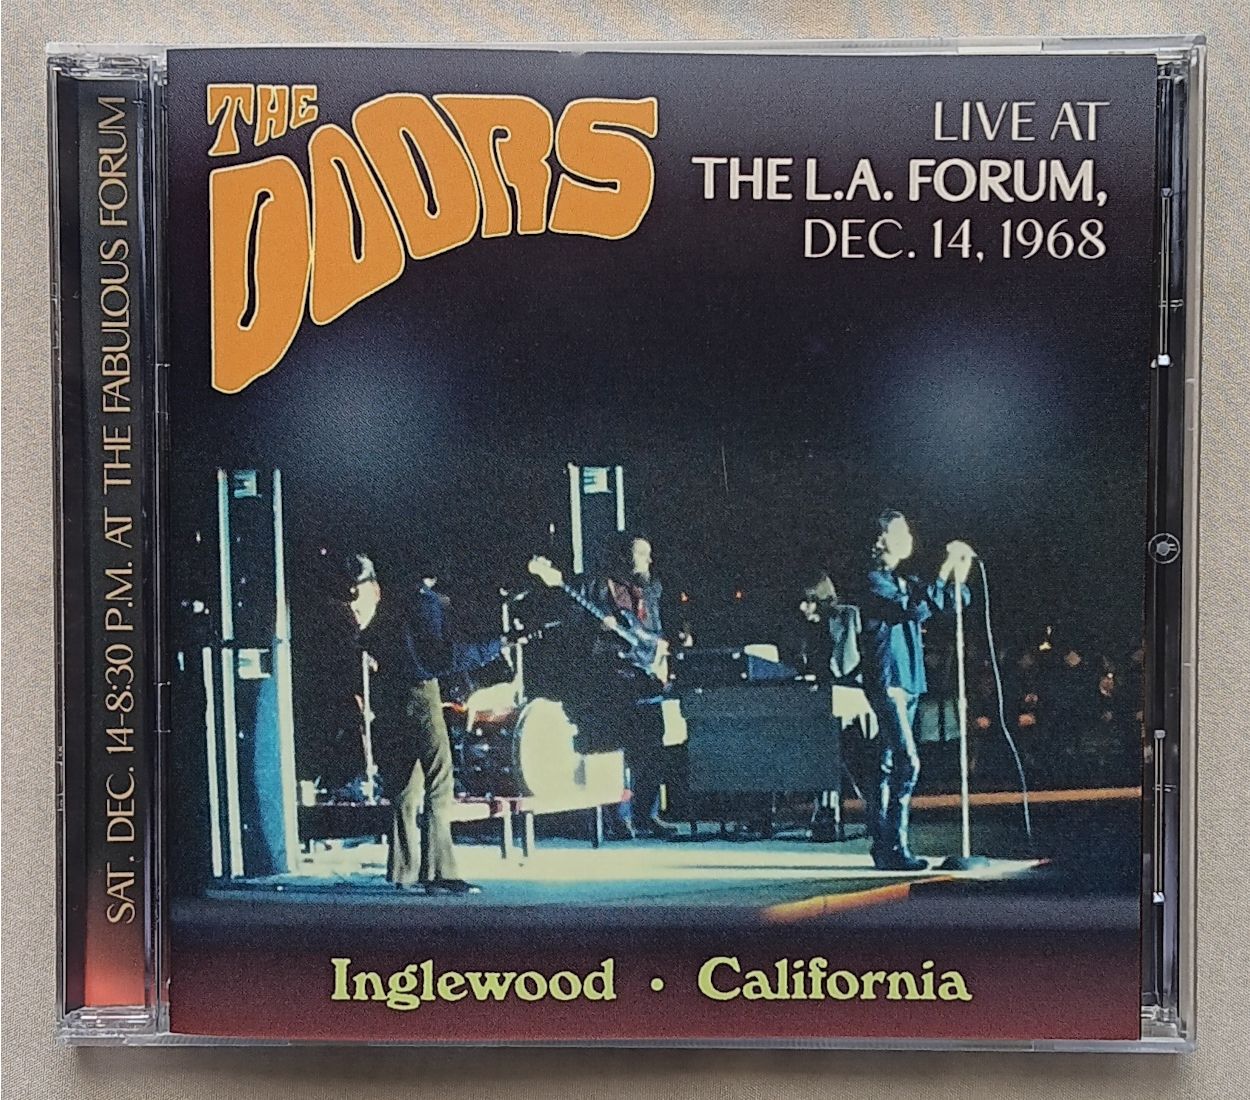 SAT. DEC. 14-8:30 P.M. AT THE FABULOUS FORUM
THE
DOORS
LIVE AT
THE L.A. FORUM,
DEC. 14, 1968
Inglewood • California